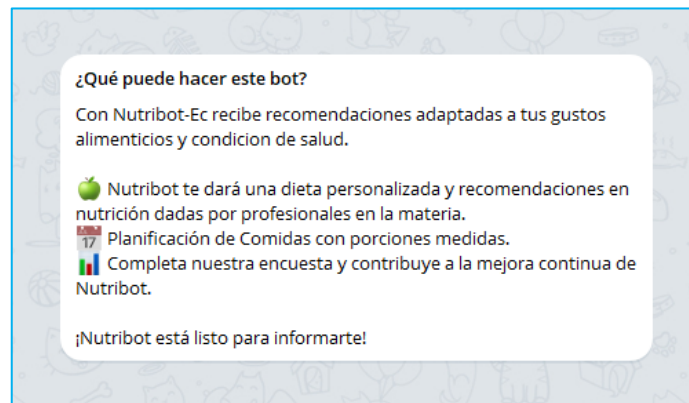 ¿Qué puede hacer este bot?
Con Nutribot-Ec recibe recomendaciones adaptadas a tus gustos
alimenticios y condicion de salud.
🍏 Nutribot te dará una dieta personalizada y recomendaciones en
nutrición dadas por profesionales en la materia.
📅 Planificación de Comidas con porciones medidas.
📊 Completa nuestra encuesta y contribuye a la mejora continua de
Nutribot.
¡Nutribot está listo para informarte!